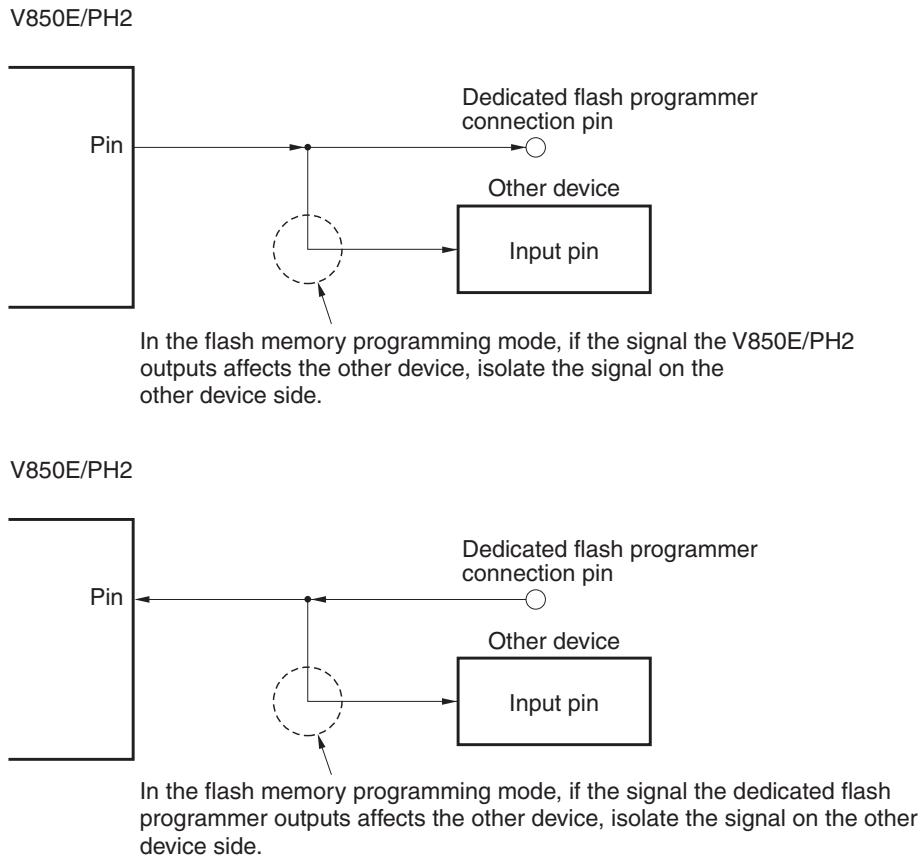 V850E/PH2
Dedicated flash programmer
connection pin
Pin
Other device
Input pin
In the flash memory programming mode, if the signal the V850E/PH2
outputs affects the other device, isolate the signal on the
other device side.
V850E/PH2
Dedicated flash programmer
connection pin
Pin
Other device
Input pin
In the flash memory programming mode, if the signal the dedicated flash
programmer outputs affects the other device, isolate the signal on the other
device side.